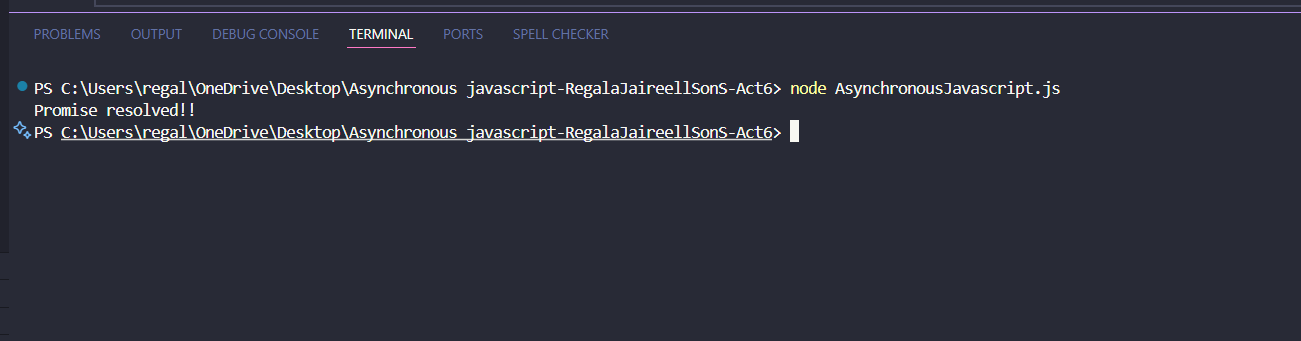 PROBLEMS OUTPUT DEBUG CONSOLE TERMINAL PORTS SPELL CHECKER
PS C:\Users\regal\OneDrive\Desktop\Asynchronous javascript-RegalaJaireellSonS-Act6> node AsynchronousJavascript.js
Promise resolved!!
PS C:\Users\regal\OneDrive\Desktop\Asynchronous javascript-RegalaJaireellSonS-Act6>